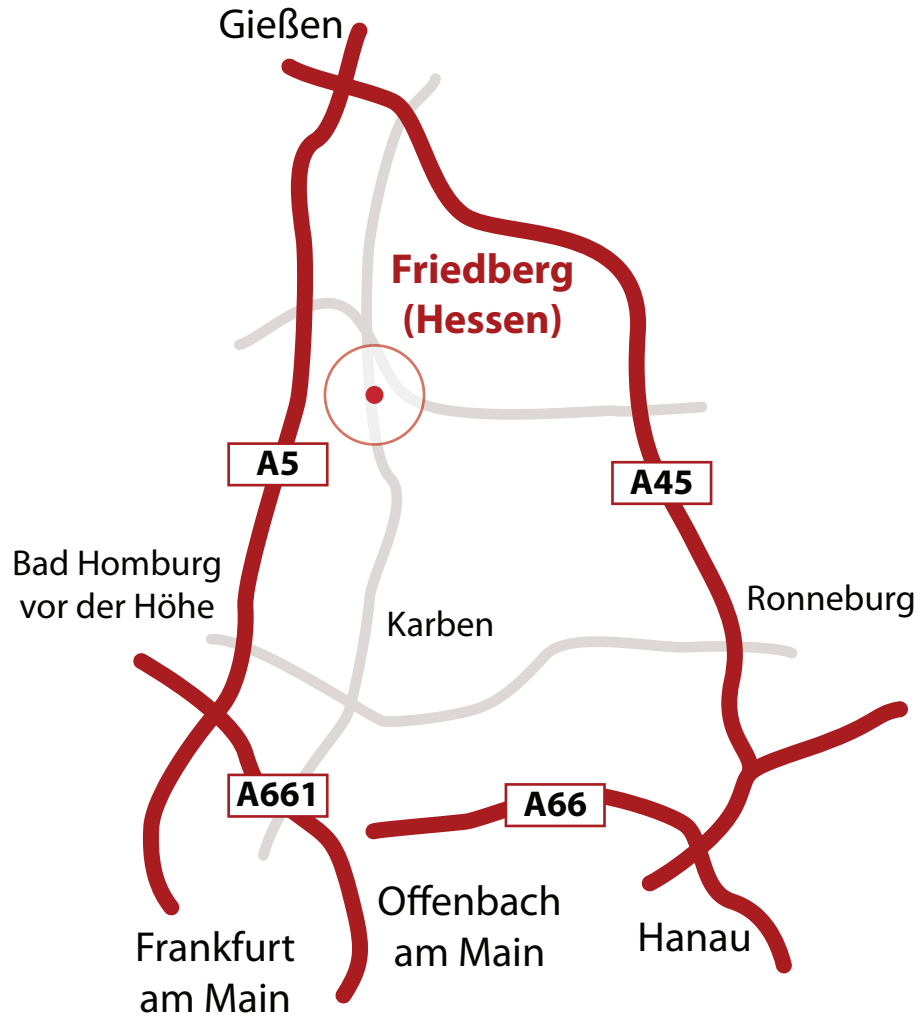 Gießen
Friedberg
(Hessen)
A5
A45
Bad Homburg
vor der Höhe
Ronneburg
Karben
A661
A66
Offenbach
am Main
Hanau
Frankfurt
am Main